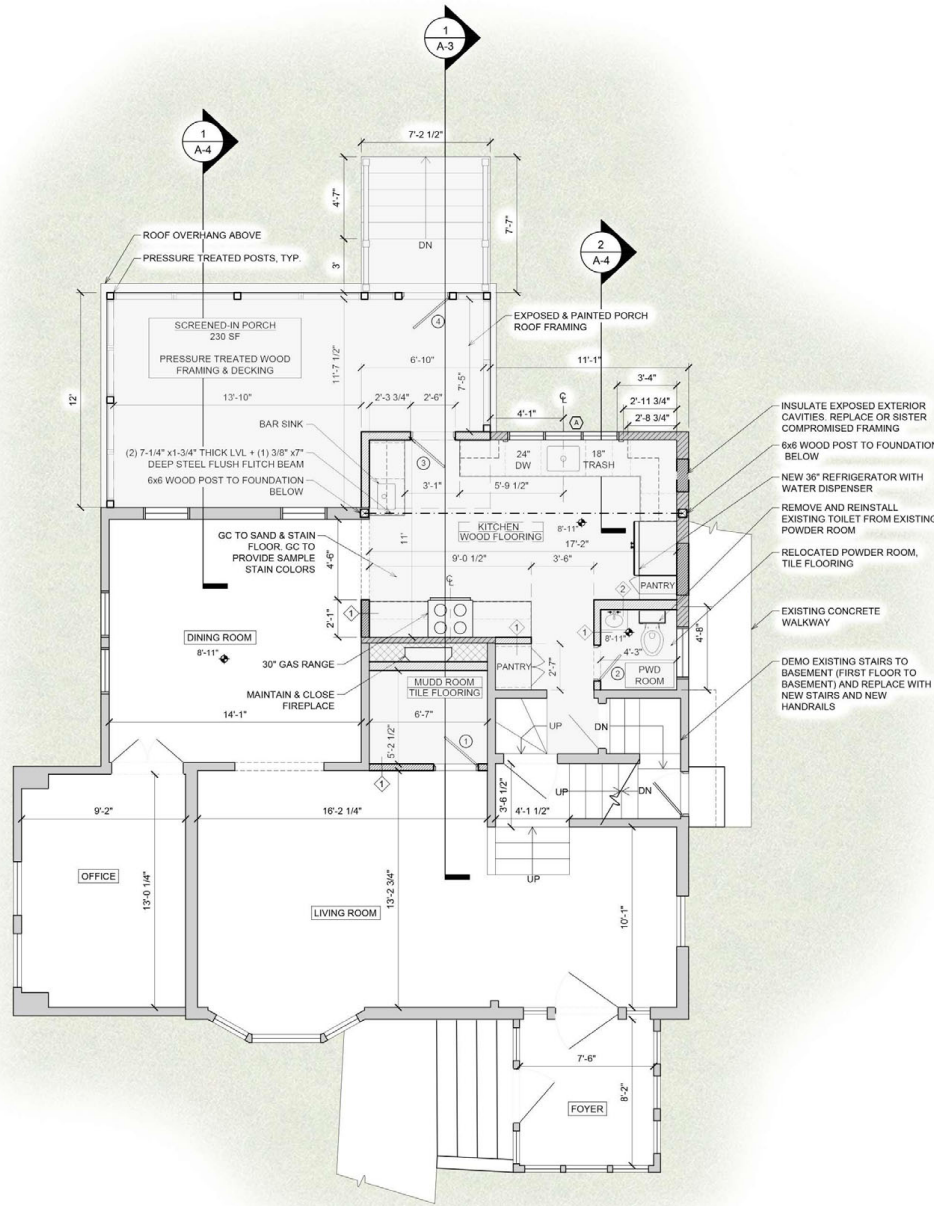 1
A-3
1
A-4
7'-2 1/2"
4'-7"
7'-7"
DN
3'
2
A-4
ROOF OVERHANG ABOVE
PRESSURE TREATED POSTS, TYP.
SCREENED-IN PORCH
230 SF
PRESSURE TREATED WOOD
FRAMING & DECKING
4
EXPOSED & PAINTED PORCH
ROOF FRAMING
11'-7 1/2"
6'-10"
7'-5"
11'-1"
12'
13'-10"
2'-3 3/4"
2'-6"
4'-1"
3'-4"
2'-11 3/4"
2'-8 3/4"
A
INSULATE EXPOSED EXTERIOR
CAVITIES. REPLACE OR SISTER
COMPROMISED FRAMING
BAR SINK
(2) 7-1/4" x1-3/4" THICK LVL + (1) 3/8" x7"
DEEP STEEL FLUSH FLITCH BEAM
6x6 WOOD POST TO FOUNDATION
BELOW
3
24"
DW
18"
TRASH
3'-1"
5'-9 1/2"
6x6 WOOD POST TO FOUNDATION
BELOW
NEW 36" REFRIGERATOR WITH
WATER DISPENSER
REMOVE AND REINSTALL
EXISTING TOILET FROM EXISTING
POWDER ROOM
RELOCATED POWDER ROOM,
TILE FLOORING
EXISTING CONCRETE
WALKWAY
DEMO EXISTING STAIRS TO
BASEMENT (FIRST FLOOR TO
BASEMENT) AND REPLACE WITH
NEW STAIRS AND NEW
HANDRAILS
GC TO SAND & STAIN
FLOOR. GC TO
PROVIDE SAMPLE
STAIN COLORS
KITCHEN
WOOD FLOORING
8'-11"
17'-2"
11'
9'-0 1/2"
3'-6"
4'-6"
2'-1"
2
PANTRY
1
1
1
8'-11"
4'-3"
4'-8"
2
PWD
ROOM
DINING ROOM
8'-11"
30" GAS RANGE
MAINTAIN & CLOSE
FIREPLACE
MUDD ROOM
TILE FLOORING
6'-7"
5'-2 1/2"
1
PANTRY
2'-7"
14'-1"
UP
DN
1
3'-6 1/2"
UP
DN
9'-2"
16'-2 1/4"
4'-1 1/2"
OFFICE
13'-0 1/4"
13'-2 3/4"
UP
LIVING ROOM
10'-1"
7'-6"
8'-2"
FOYER